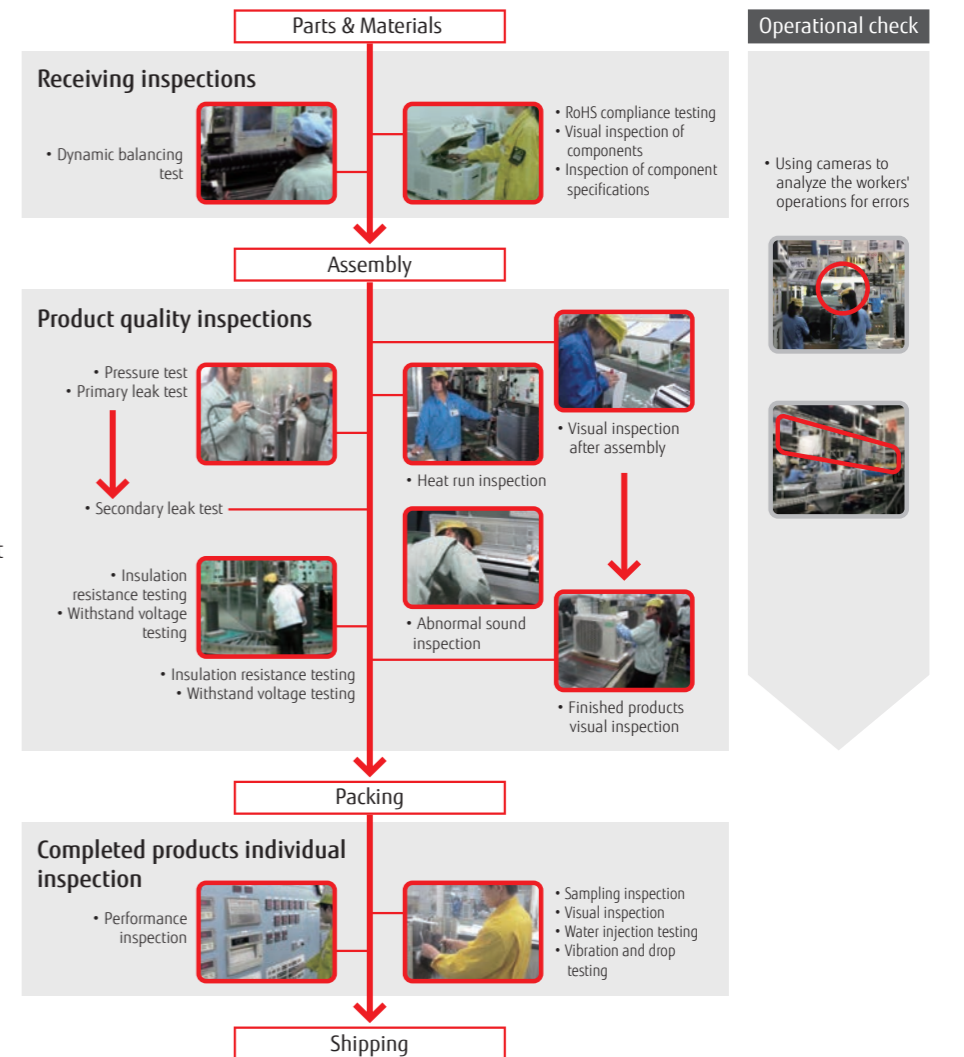 Parts & Materials
Operational check
Receiving inspections
• Dynamic balancing
test
• RoHS compliance testing
• Visual inspection of
components
• Inspection of component
specifications
• Using cameras to
analyze the workers'
operations for errors
Assembly
Product quality inspections
• Pressure test
• Primary leak test
• Secondary leak test
• Heat run inspection
• Visual inspection
after assembly
• Insulation
resistance testing
• Withstand voltage
testing
• Insulation resistance testing
• Withstand voltage testing
• Abnormal sound
inspection
• Finished products
visual inspection
Packing
Completed products individual
inspection
• Performance
inspection
• Sampling inspection
• Visual inspection
• Water injection testing
• Vibration and drop
testing
Shipping